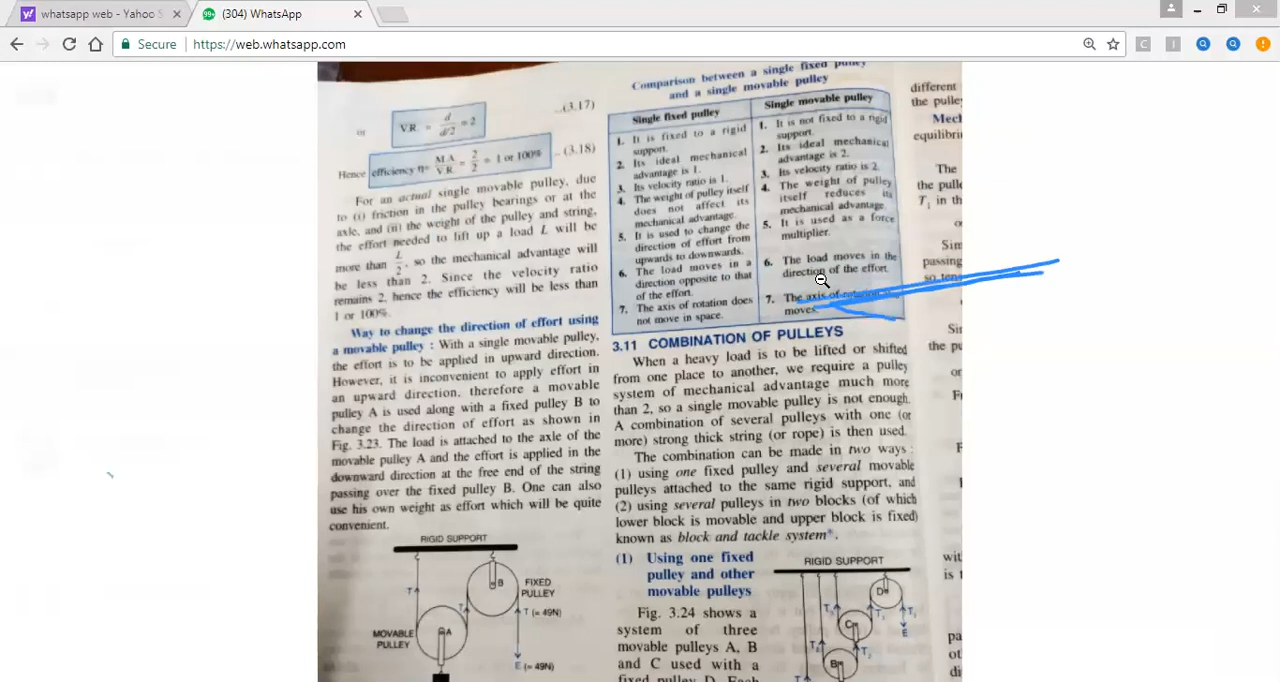 whatsapp web - Yahoo S
(304) WhatsApp
Secure
https://web.whatsapp.com
...(3.17)
or
V.R. = d / d/2 = 2
Hence efficiency η = M.A. / V.R. = 2/2 = 1 or 100%
...(3.18)
For an actual single movable pulley, due
to (i) friction in the pulley bearings or at the
axle, and (ii) the weight of the pulley and string,
the effort needed to lift up a load L will be
more than L/2, so the mechanical advantage will
be less than 2. Since the velocity ratio
remains 2, hence the efficiency will be less than
1 or 100%.
Way to change the direction of effort using
a movable pulley : With a single movable pulley,
the effort is to be applied in upward direction.
However, it is inconvenient to apply effort in
an upward direction, therefore a movable
pulley A is used along with a fixed pulley B to
change the direction of effort as shown in
Fig. 3.23. The load is attached to the axle of the
movable pulley A and the effort is applied in the
downward direction at the free end of the string
passing over the fixed pulley B. One can also
use his own weight as effort which will be quite
convenient.
RIGID SUPPORT
B
FIXED
PULLEY
T
T
T (= 49N)
A
MOVABLE
PULLEY
E (= 49N)
Comparison between a single fixed pulley
and a single movable pulley
Single fixed pulley
1. It is fixed to a rigid
support.
2. Its ideal mechanical
advantage is 1.
3. Its velocity ratio is 1.
4. The weight of pulley itself
does not affect its
mechanical advantage.
5. It is used to change the
direction of effort from
upwards to downwards.
6. The load moves in a
direction opposite to that
of the effort.
7. The axis of rotation does
not move in space.
Single movable pulley
1. It is not fixed to a rigid
support.
2. Its ideal mechanical
advantage is 2.
3. Its velocity ratio is 2.
4. The weight of pulley
itself reduces its
mechanical advantage.
5. It is used as a force
multiplier.
6. The load moves in the
direction of the effort.
7. The axis of rotation
moves.
3.11 COMBINATION OF PULLEYS
When a heavy load is to be lifted or shifted
from one place to another, we require a pulley
system of mechanical advantage much more
than 2, so a single movable pulley is not enough.
A combination of several pulleys with one (or
more) strong thick string (or rope) is then used.
The combination can be made in two ways :
(1) using one fixed pulley and several movable
pulleys attached to the same rigid support, and
(2) using several pulleys in two blocks (of which
lower block is movable and upper block is fixed)
known as block and tackle system*.
(1) Using one fixed
pulley and other
movable pulleys
Fig. 3.24 shows a
system of three
movable pulleys A, B
and C used with a
fixed pulley D. Each
RIGID SUPPORT
D
C
B
E
different
the pulley
Mech
equilibri
The
the pull
T1 in th
Sim
passing
so ten
Sin
the pu
or
wit
is t
pa
ot
di